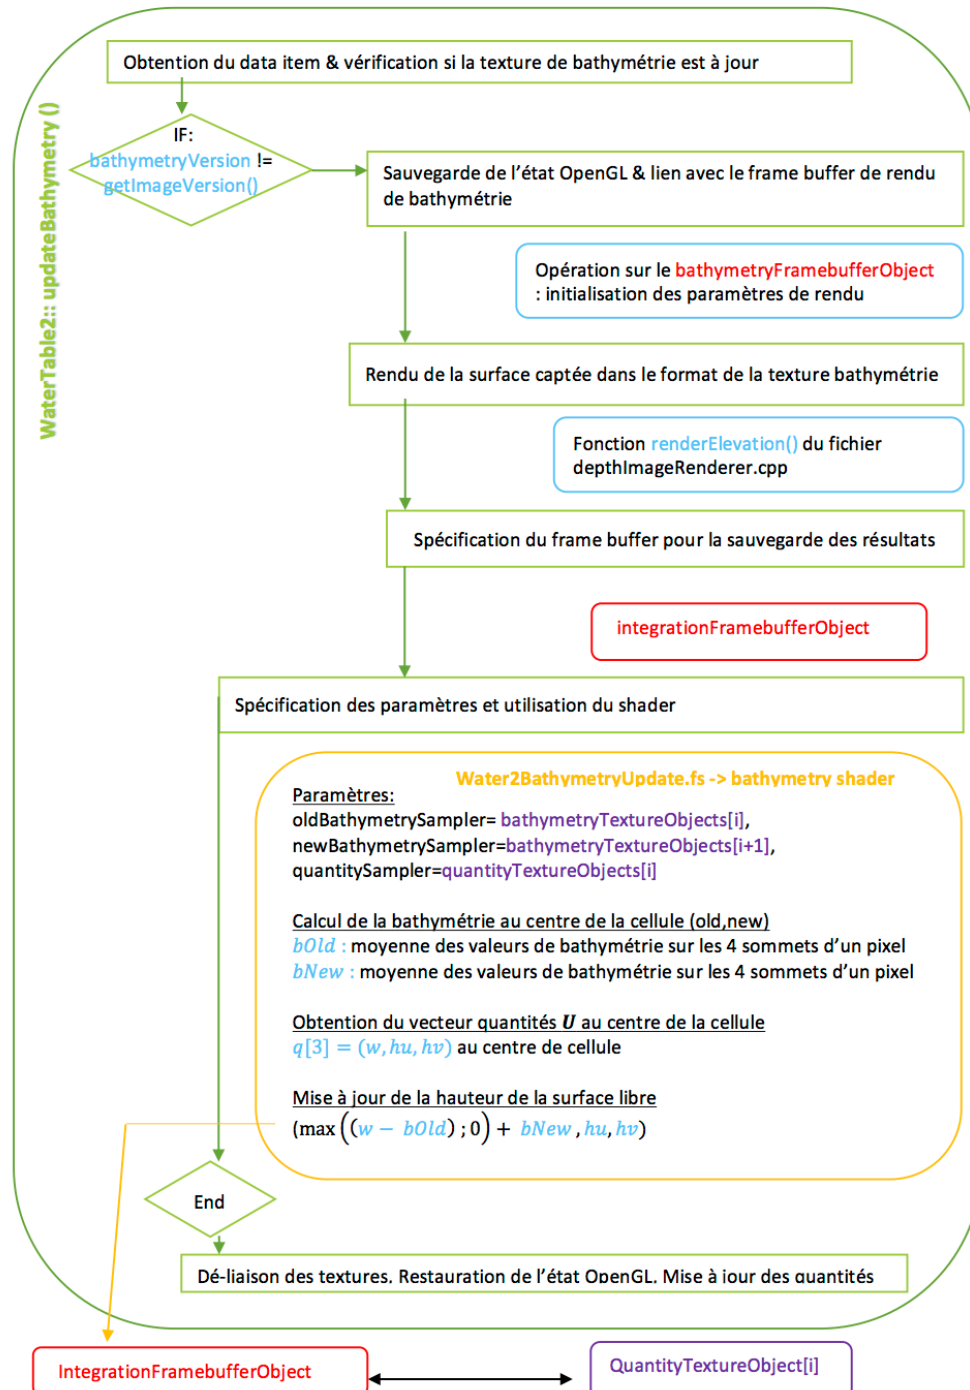 Obtention du data item & vérification si la texture de bathymétrie est à jour
WaterTable2:: updateBathymetry ()
IF:
bathymetryVersion !=
getImageVersion()
Sauvegarde de l'état OpenGL & lien avec le frame buffer de rendu
de bathymétrie
Opération sur le bathymetryFramebufferObject
: initialisation des paramètres de rendu
Rendu de la surface captée dans le format de la texture bathymétrie
Fonction renderElevation() du fichier
depthImageRenderer.cpp
Spécification du frame buffer pour la sauvegarde des résultats
integrationFramebufferObject
Spécification des paramètres et utilisation du shader
Water2BathymetryUpdate.fs -> bathymetry shader
Paramètres:
oldBathymetrySampler= bathymetryTextureObjects[i],
newBathymetrySampler=bathymetryTextureObjects[i+1],
quantitySampler=quantityTextureObjects[i]
Calcul de la bathymétrie au centre de la cellule (old,new)
bOld : moyenne des valeurs de bathymétrie sur les 4 sommets d'un pixel
bNew : moyenne des valeurs de bathymétrie sur les 4 sommets d'un pixel
Obtention du vecteur quantités U au centre de la cellule
q[3] = (w, hu, hv) au centre de cellule
Mise à jour de la hauteur de la surface libre
(max ((w − bOld) ; 0) + bNew , hu, hv)
End
Dé-liaison des textures. Restauration de l'état OpenGL. Mise à jour des quantités
IntegrationFramebufferObject
QuantityTextureObject[i]